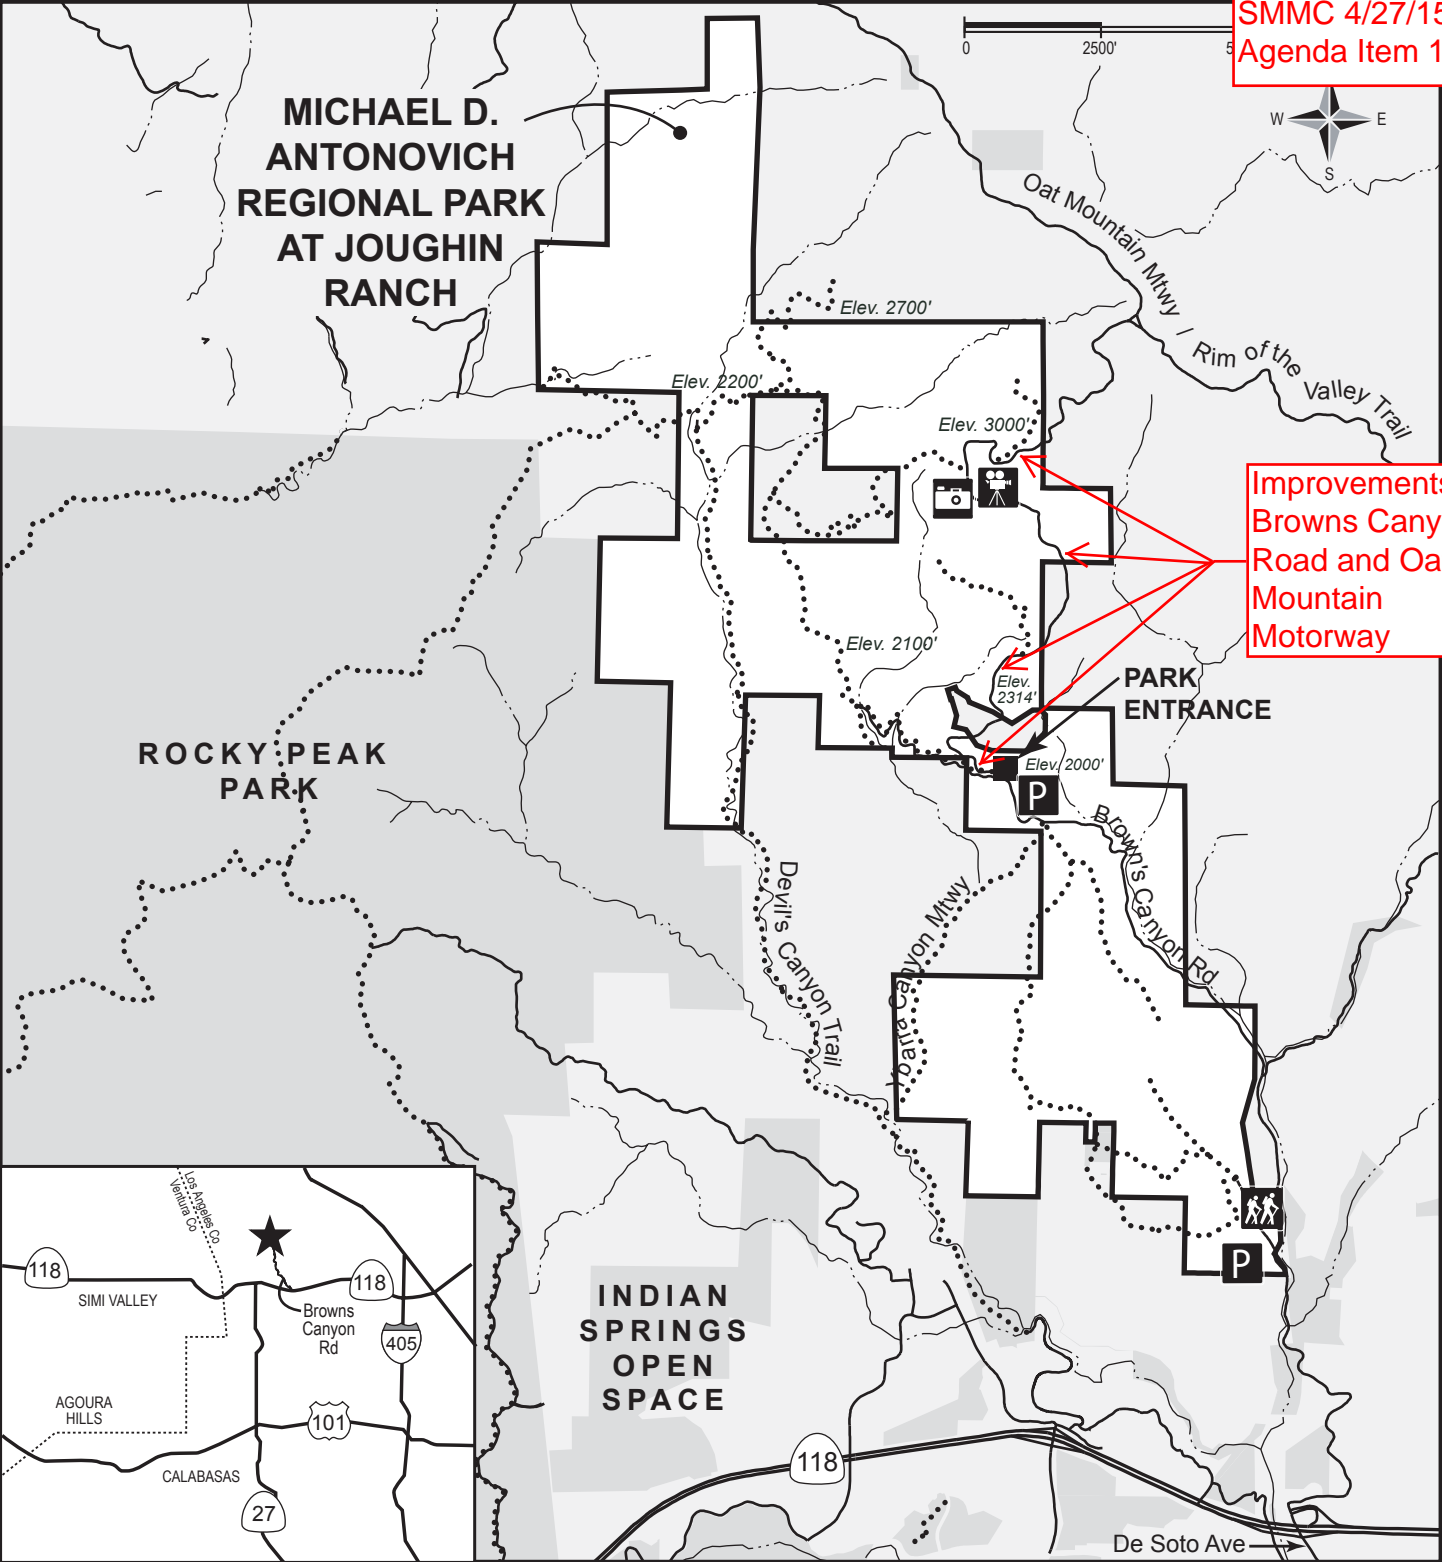 SMMC 4/27/15
Agenda Item 1
0
2500'
5
W
E
S
MICHAEL D.
ANTONOVICH
REGIONAL PARK
AT JOUGHIN
RANCH
Oat Mountain Mtwy / Rim of the Valley Trail
Elev. 2700'
Elev. 2200'
Elev. 3000'
Improvements
Browns Cany
Road and Oa
Mountain
Motorway
Elev. 2100'
Elev.
2314'
PARK
ENTRANCE
Elev. 2000'
P
ROCKY PEAK
PARK
Brown's Canyon Rd
Devil's Canyon Trail
Ybarra Canyon Mtwy
P
INDIAN
SPRINGS
OPEN
SPACE
118
De Soto Ave
Los Angeles Co
Ventura Co
118
118
SIMI VALLEY
Browns
Canyon
Rd
405
AGOURA
HILLS
101
CALABASAS
27